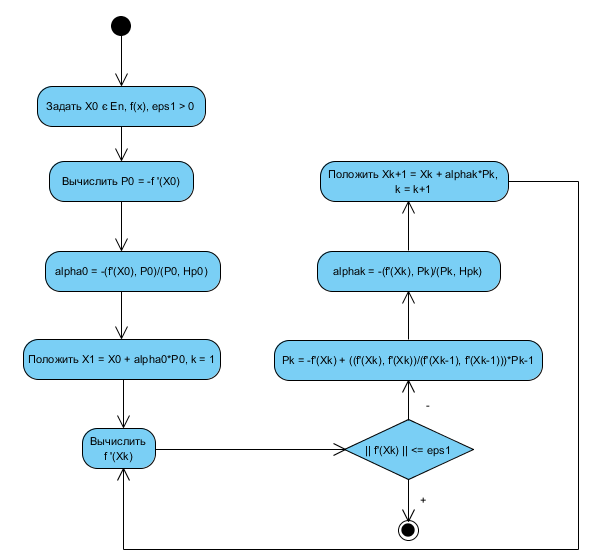 Задать X0 є En, f(x), eps1 > 0
Вычислить P0 = -f '(X0)
alpha0 = -(f'(X0), P0)/(P0, Hp0)
Положить X1 = X0 + alpha0*P0, k = 1
Вычислить
f '(Xk)
|| f'(Xk) || <= eps1
-
+
Pk = -f'(Xk) + ((f'(Xk), f'(Xk))/(f'(Xk-1), f'(Xk-1)))*Pk-1
alphak = -(f'(Xk), Pk)/(Pk, Hpk)
Положить Xk+1 = Xk + alphak*Pk,
k = k+1